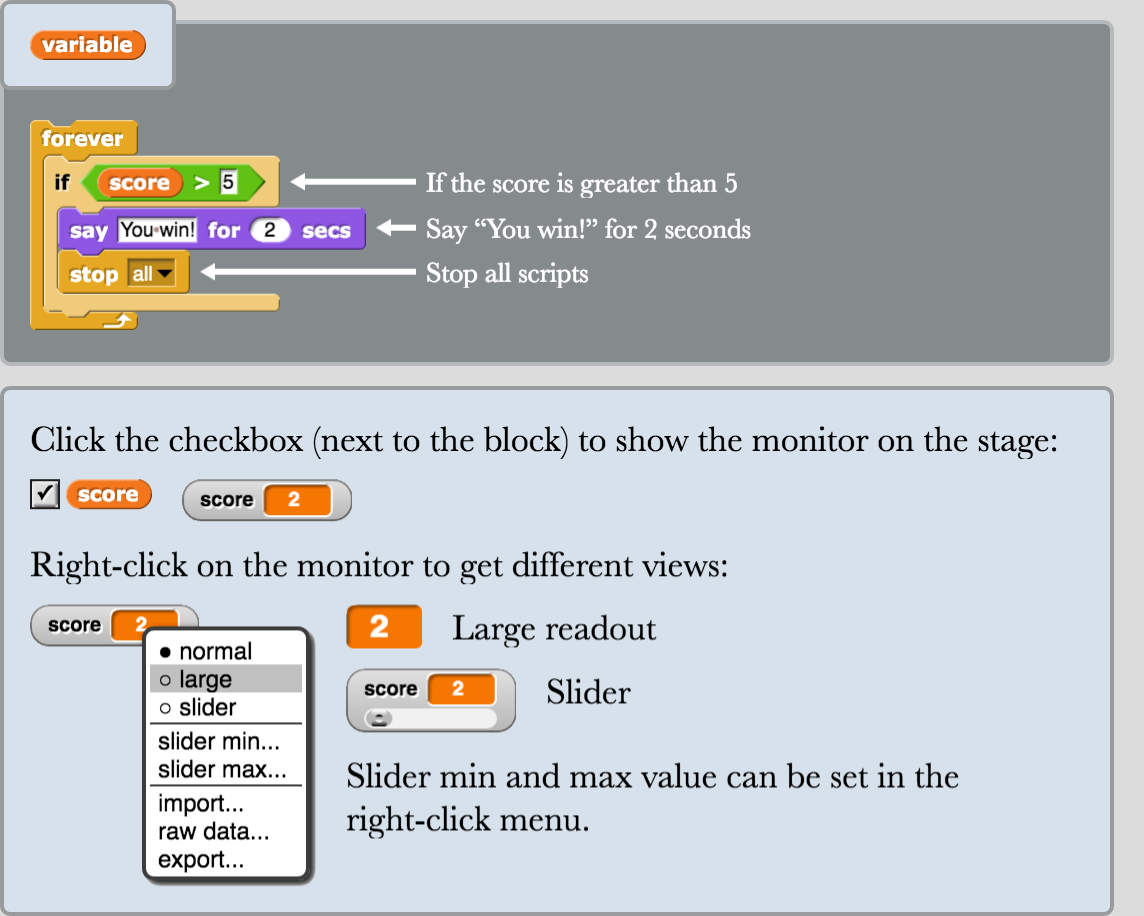 variable
forever
if score > 5
If the score is greater than 5
say You win! for 2 secs
Say “You win!” for 2 seconds
stop all
Stop all scripts
Click the checkbox (next to the block) to show the monitor on the stage:
score
score 2
Right-click on the monitor to get different views:
score 2
normal
large
slider
slider min...
slider max...
import...
raw data...
export...
2 Large readout
score 2 Slider
Slider min and max value can be set in the
right-click menu.